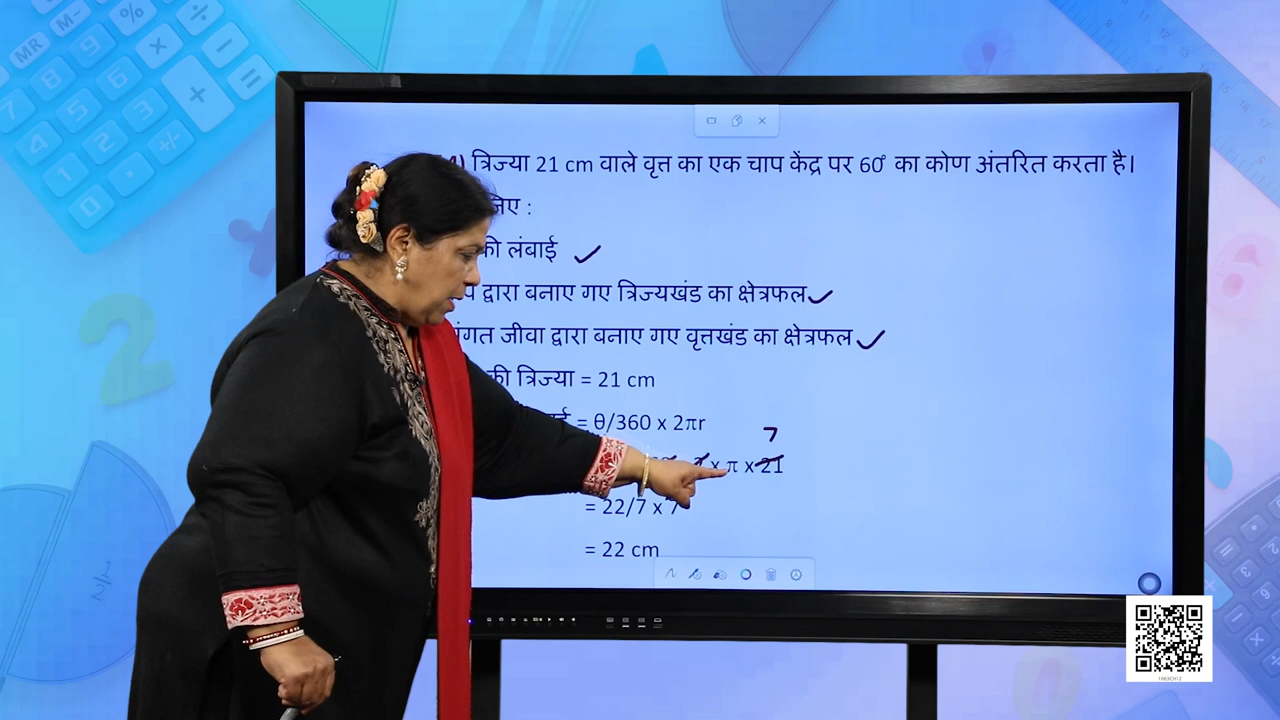 त्रिज्या 21 cm वाले वृत्त का एक चाप केंद्र पर 60° का कोण अंतरित करता है।
:
की लंबाई ✓
द्वारा बनाए गए त्रिज्यखंड का क्षेत्रफल ✓
जीवा द्वारा बनाए गए वृत्तखंड का क्षेत्रफल ✓
की त्रिज्या = 21 cm
= θ/360 x 2πr
7
x π x 21
= 22/7 x 7
= 22 cm
1063CH12